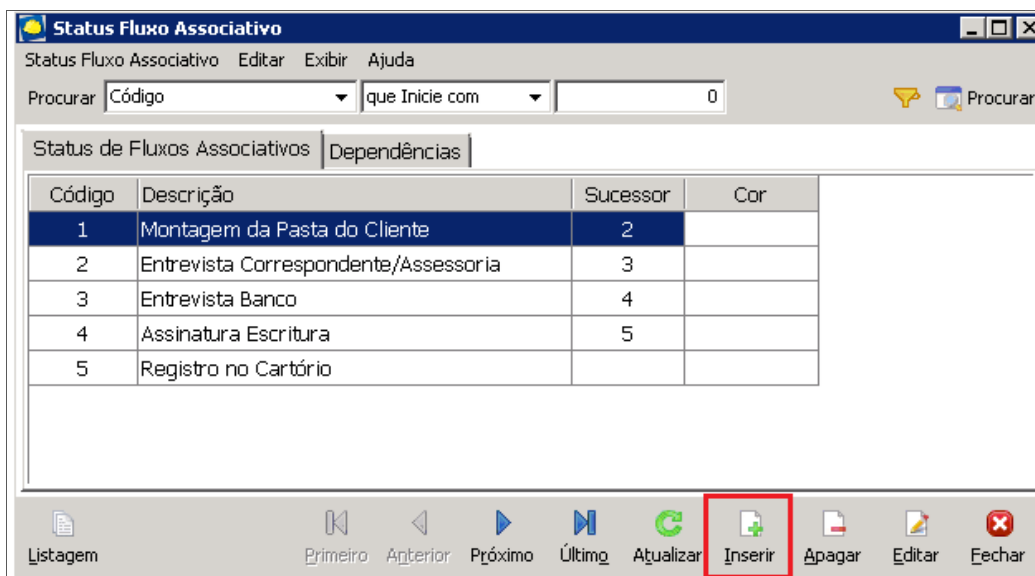 Status Fluxo Associativo
Status Fluxo Associativo Editar Exibir Ajuda
Procurar Código que Inicie com 0 Procurar
Status de Fluxos Associativos Dependências
Código Descrição Sucessor Cor
1 Montagem da Pasta do Cliente 2
2 Entrevista Correspondente/Assessoria 3
3 Entrevista Banco 4
4 Assinatura Escritura 5
5 Registro no Cartório
Listagem Primeiro Anterior Próximo Último Atualizar Inserir Apagar Editar Fechar